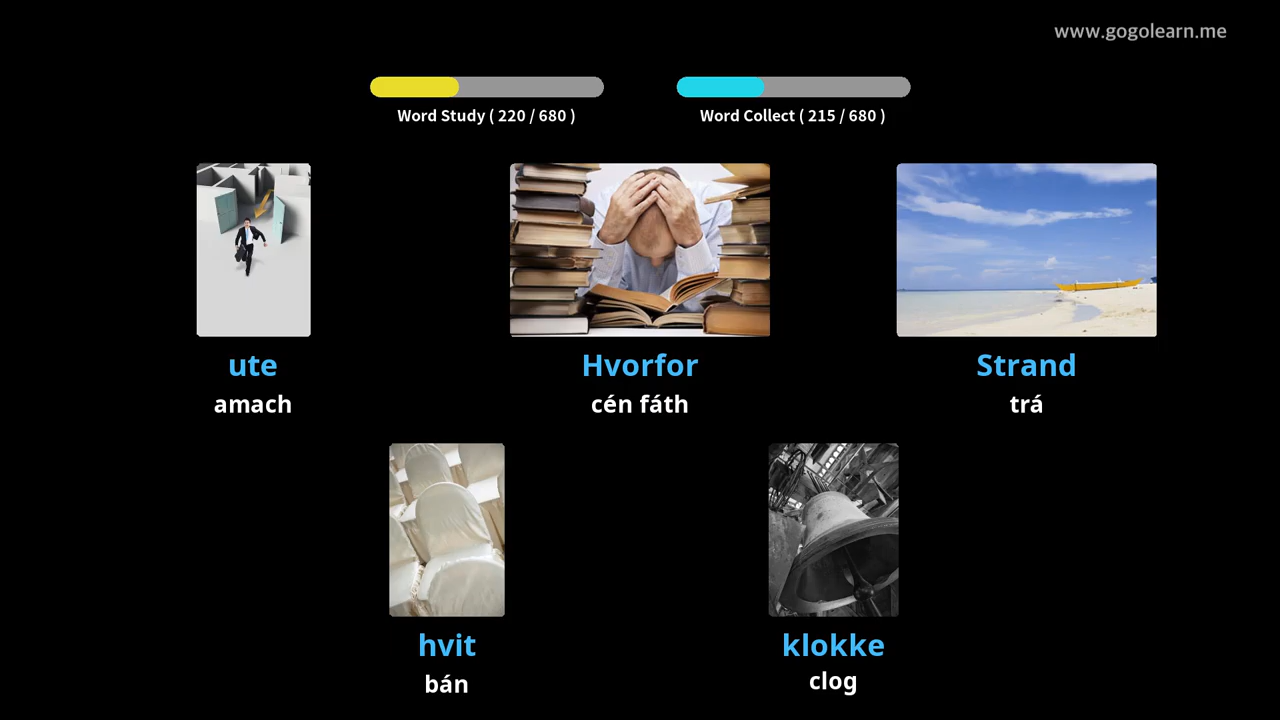 www.gogolearn.me
Word Study ( 220 / 680 )
Word Collect ( 215 / 680 )
ute
amach
Hvorfor
cén fáth
Strand
trá
hvit
bán
klokke
clog